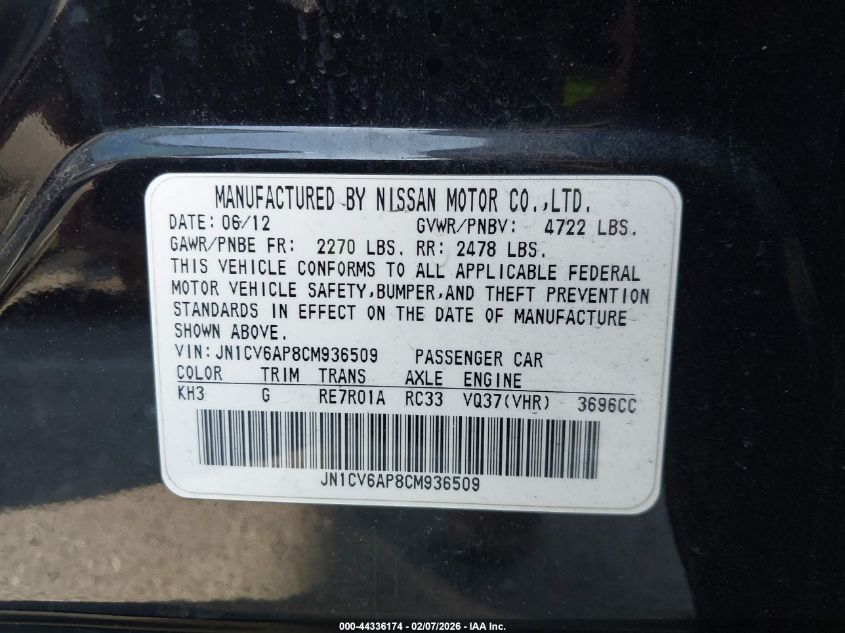 MANUFACTURED BY NISSAN MOTOR CO.,LTD.
DATE: 06/12 GVWR/PNBV: 4722 LBS.
GAWR/PNBE FR: 2270 LBS. RR: 2478 LBS.
THIS VEHICLE CONFORMS TO ALL APPLICABLE FEDERAL
MOTOR VEHICLE SAFETY,BUMPER,AND THEFT PREVENTION
STANDARDS IN EFFECT ON THE DATE OF MANUFACTURE
SHOWN ABOVE.
VIN:JN1CV6AP8CM936509 PASSENGER CAR
COLOR TRIM TRANS AXLE ENGINE
KH3 G RE7R01A RC33 VQ37(VHR) 3696CC
JN1CV6AP8CM936509
000-44336174 - 02/07/2026 - IAA Inc.